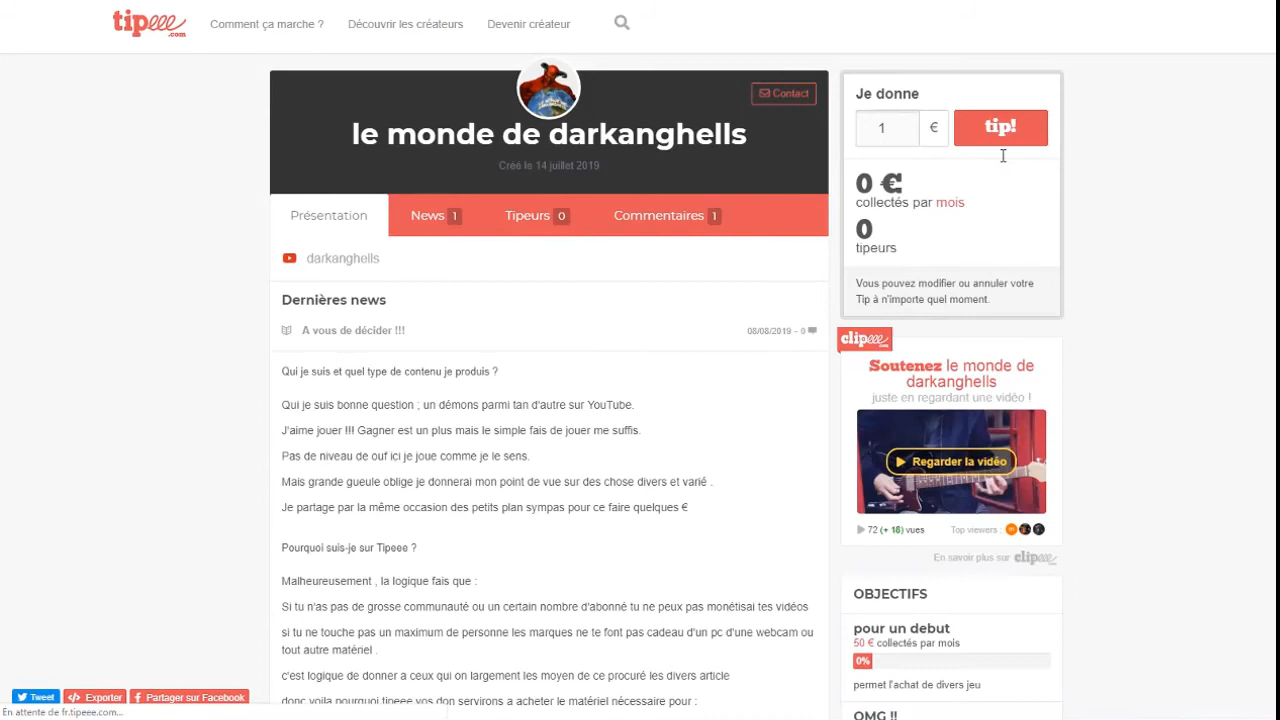 tipeee
.com
Comment ça marche ?
Découvrir les créateurs
Devenir créateur
Contact
le monde de darkanghells
Créé le 14 juillet 2019
Présentation
News 1
Tipeurs 0
Commentaires 1
darkanghells
Dernières news
A vous de décider !!!
08/08/2019 - 0
Qui je suis et quel type de contenu je produis ?
Qui je suis bonne question ; un démons parmi tan d'autre sur YouTube.
J'aime jouer !!! Gagner est un plus mais le simple fais de jouer me suffis.
Pas de niveau de ouf ici je joue comme je le sens.
Mais grande gueule oblige je donnerai mon point de vue sur des chose divers et varié .
Je partage par la même occasion des petits plan sympas pour ce faire quelques €
Pourquoi suis-je sur Tipeee ?
Malheureusement , la logique fais que :
Si tu n'as pas de grosse communauté ou un certain nombre d'abonné tu ne peux pas monétisai tes vidéos
si tu ne touche pas un maximum de personne les marques ne te font pas cadeau d'un pc d'une webcam ou
tout autre matériel .
c'est logique de donner a ceux qui on largement les moyen de ce procuré les divers article
donc voila pourquoi tipeee vos don servirons a acheter le matériel nécessaire pour :
Je donne
1 €
tip!
0 €
collectés par mois
0
tipeurs
Vous pouvez modifier ou annuler votre
Tip à n'importe quel moment.
clipeee
.com
Soutenez le monde de
darkanghells
juste en regardant une vidéo !
Regarder la vidéo
72 (+ 18) vues
Top viewers :
En savoir plus sur clipeee
OBJECTIFS
pour un debut
50 € collectés par mois
0%
permet l'achat de divers jeu
OMG !!
Tweet
Exporter
Partager sur Facebook
En attente de fr.tipeee.com...